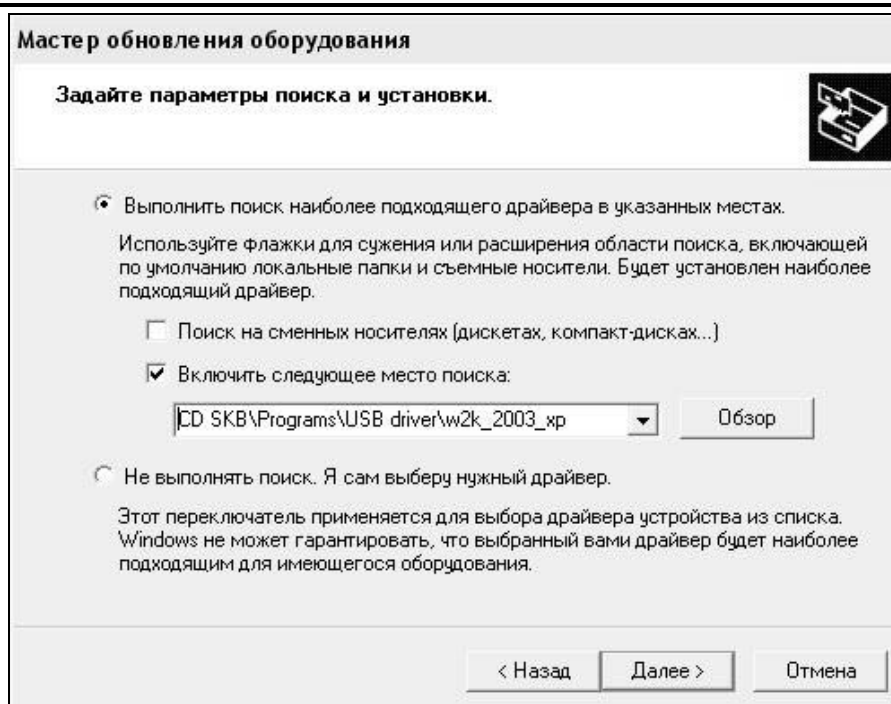 Мастер обновления оборудования
Задайте параметры поиска и установки.
Выполнить поиск наиболее подходящего драйвера в указанных местах.
Используйте флажки для сужения или расширения области поиска, включающей
по умолчанию локальные папки и съемные носители. Будет установлен наиболее
подходящий драйвер.
Поиск на сменных носителях (дискетах, компакт-дисках...)
Включить следующее место поиска:
CD SKB\Programs\USB driver\w2k_2003_xp
Обзор
Не выполнять поиск. Я сам выберу нужный драйвер.
Этот переключатель применяется для выбора драйвера устройства из списка.
Windows не может гарантировать, что выбранный вами драйвер будет наиболее
подходящим для имеющегося оборудования.
< Назад Далее > Отмена